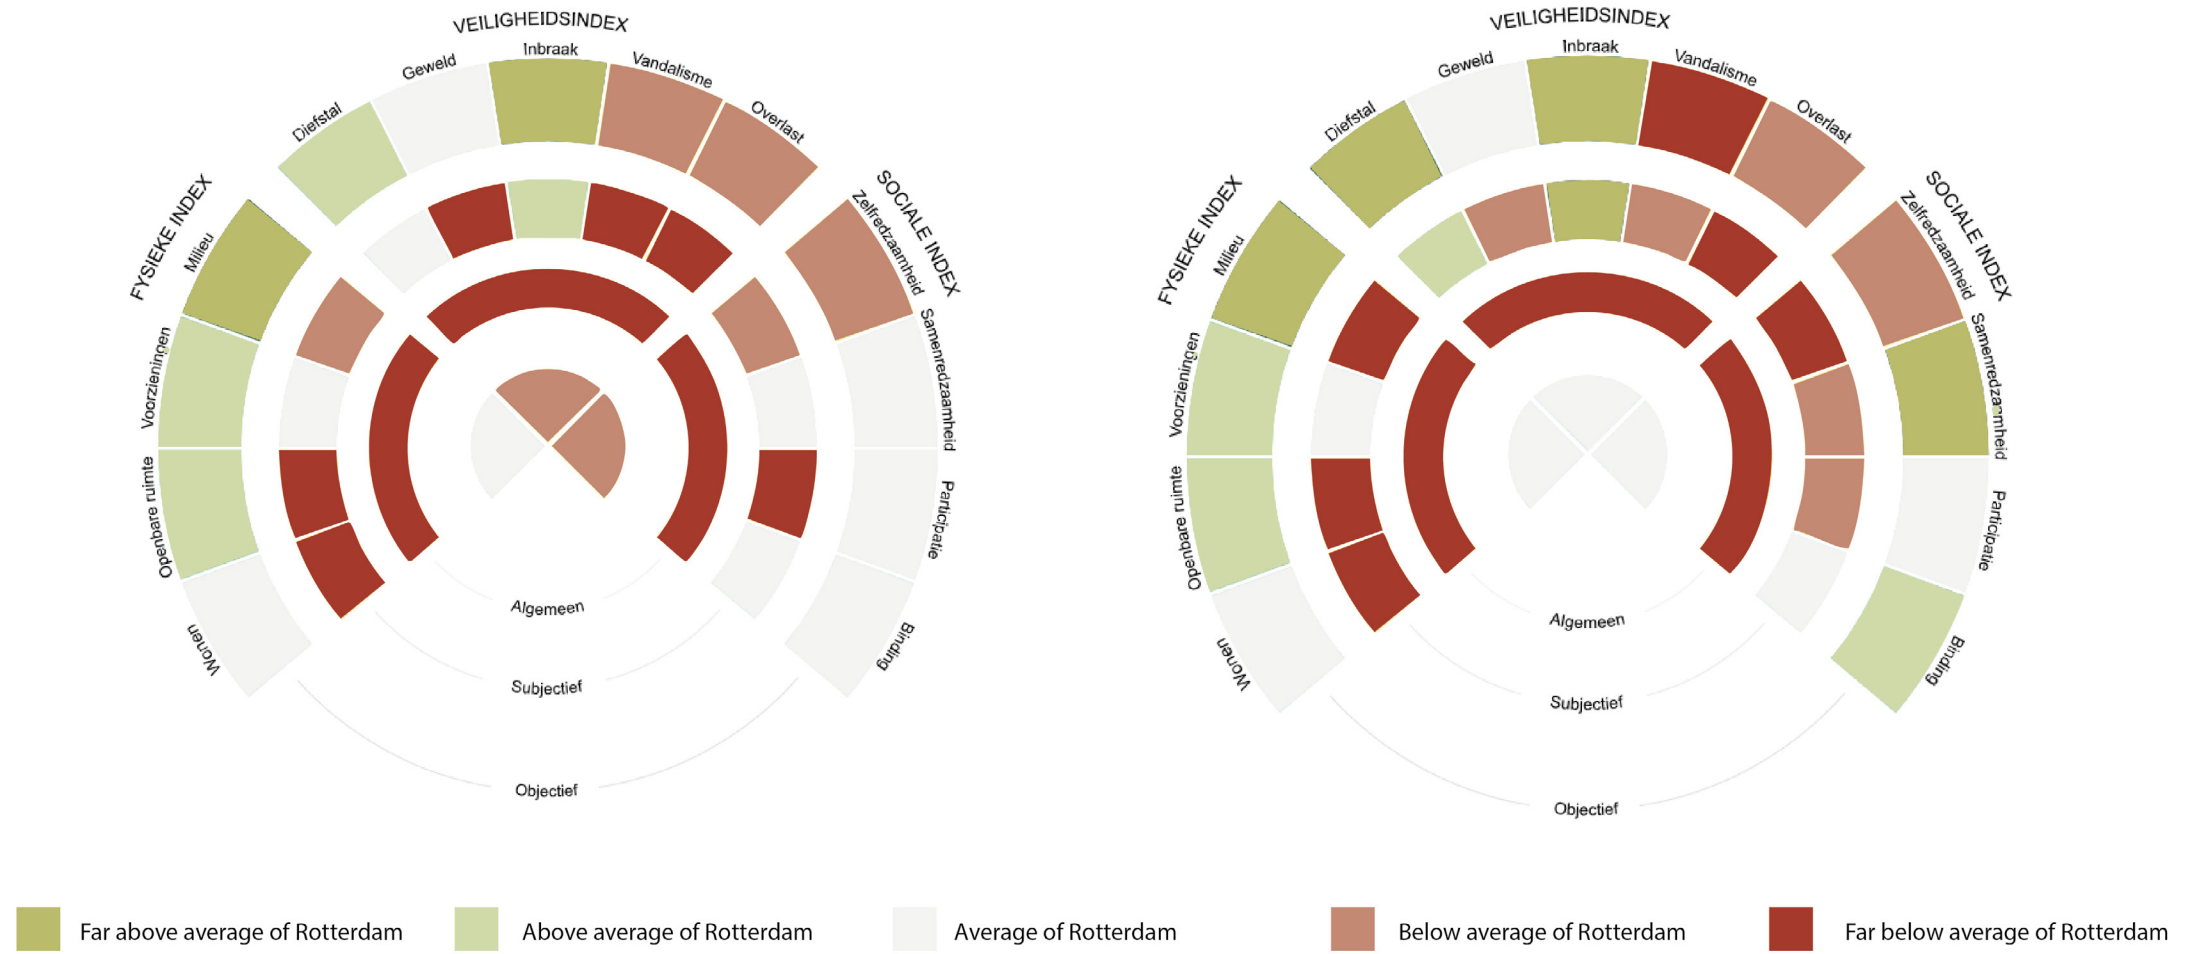 VEILIGHEIDSINDEX
Inbraak
Geweld
Vandalisme
Diefstal
Overlast
FYSIEKE INDEX
SOCIALE INDEX
Milieu
Zelfredzaamheid
Voorzieningen
Samenredzaamheid
Openbare ruimte
Participatie
Wonen
Binding
Algemeen
Subjectief
Objectief
VEILIGHEIDSINDEX
Inbraak
Geweld
Vandalisme
Diefstal
Overlast
FYSIEKE INDEX
SOCIALE INDEX
Milieu
Zelfredzaamheid
Voorzieningen
Samenredzaamheid
Openbare ruimte
Participatie
Wonen
Binding
Algemeen
Subjectief
Objectief
Far above average of Rotterdam
Above average of Rotterdam
Average of Rotterdam
Below average of Rotterdam
Far below average of Rotterdam